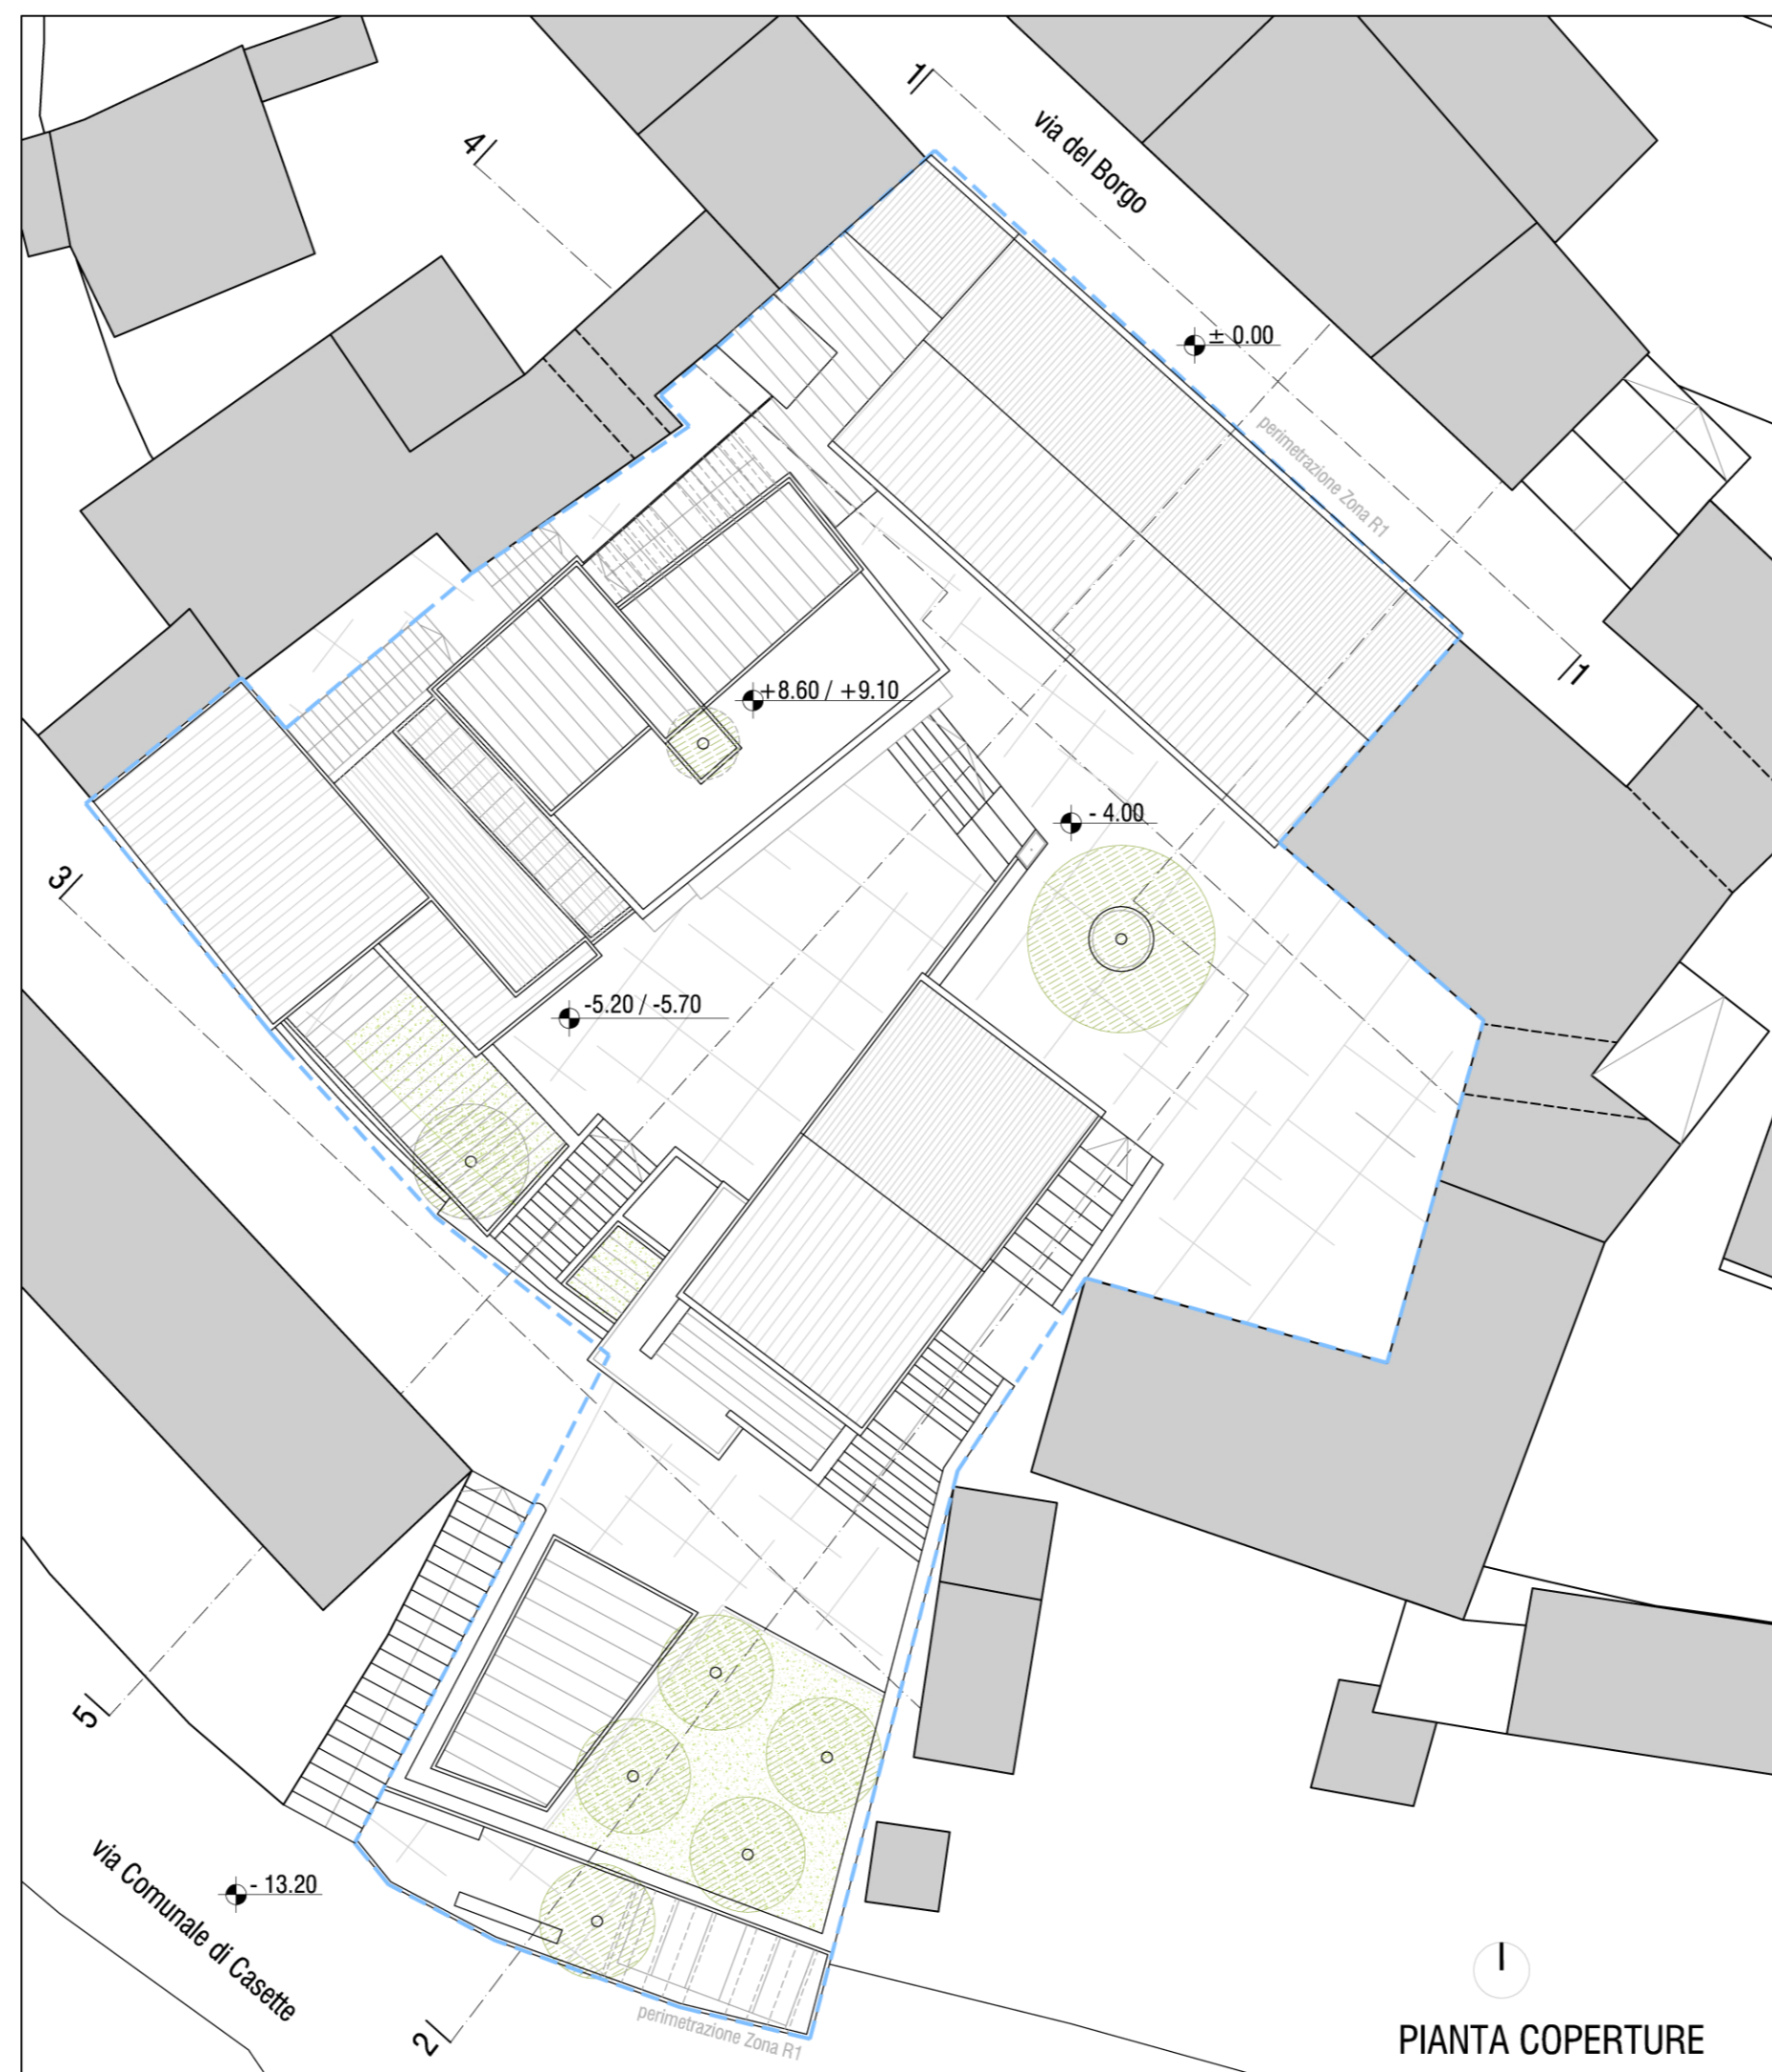 1
via del Borgo
4
± 0.00
perimetrazione Zona R1
1
+8.60 / +9.10
- 4.00
3
-5.20 / -5.70
5
via Comunale di Casette
- 13.20
2
perimetrazione Zona R1
PIANTA COPERTURE